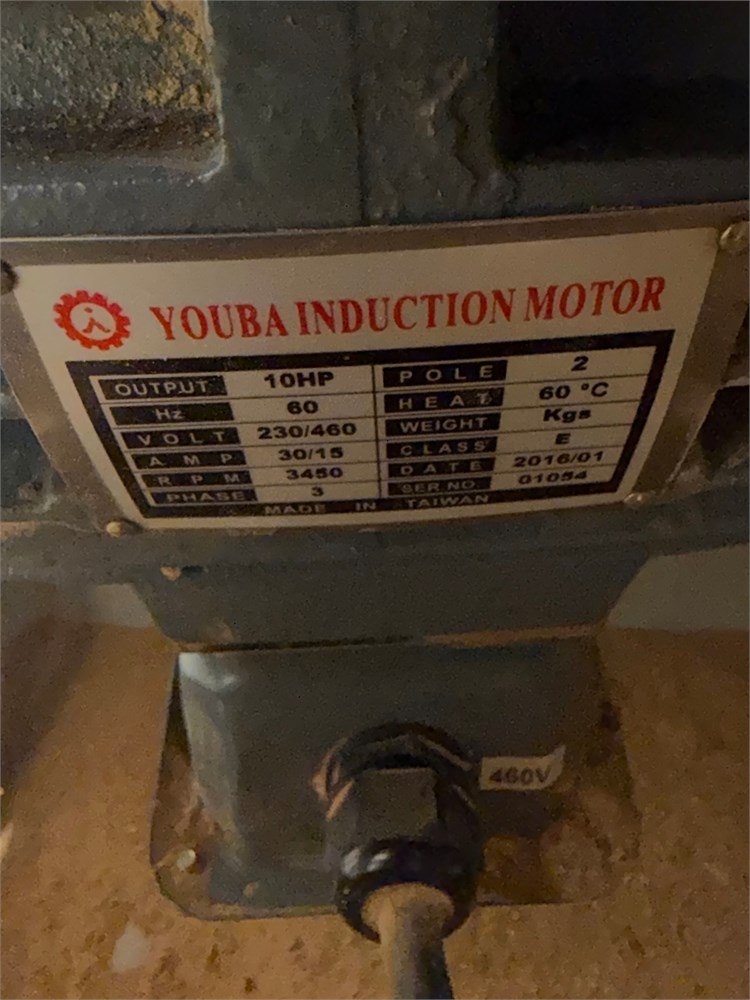 YOUBA INDUCTION MOTOR
OUTPUT 10HP POLE 2
Hz 60 HEAT 60 °C
VOLT 230/460 WEIGHT Kgs
AMP 30/15 CLASS E
RPM 3450 DATE 2016/01
PHASE 3 SER NO. 01054
MADE IN TAIWAN
460V